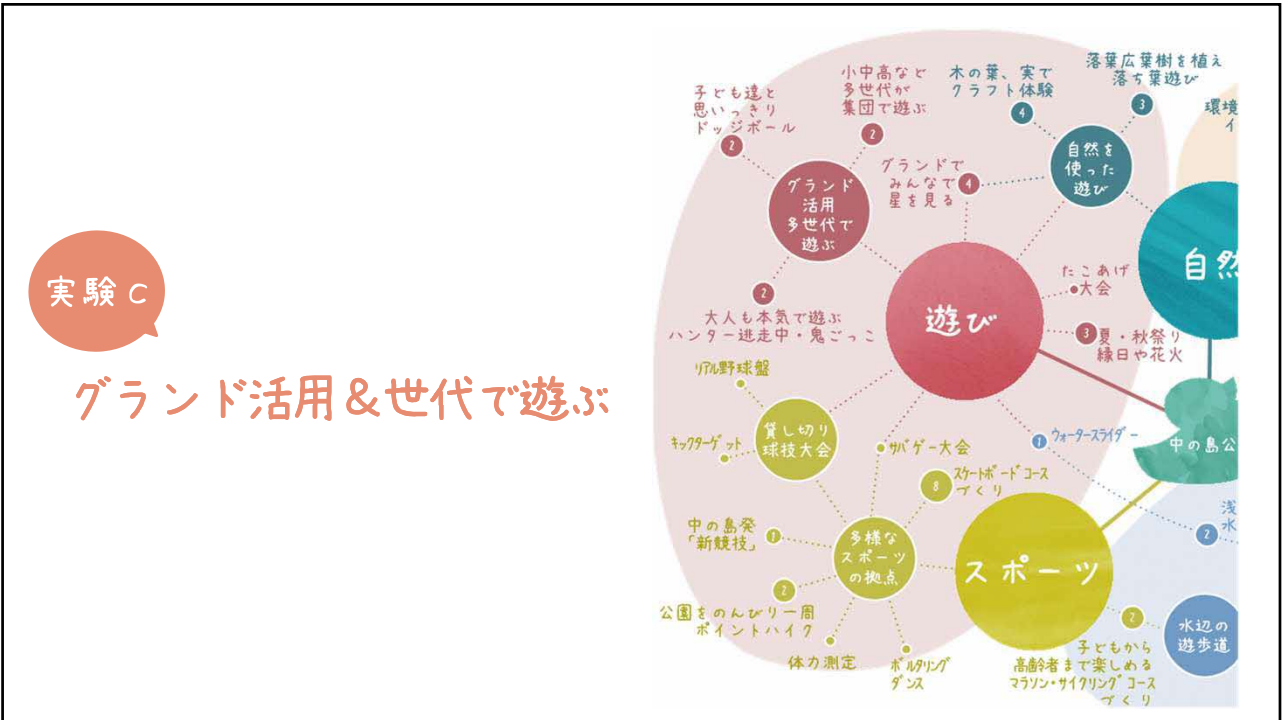 実験C
グランド活用&世代で遊ぶ
子ども達と
思いっきり
ドッジボール
2
小中高など
多世代が
集団で遊ぶ
2
木の葉、実で
クラフト体験
4
落葉広葉樹を植え
落ち葉遊び
3
環境
イ
グランド
活用
多世代で
遊ぶ
グランドで
みんなで
星を見る
4
自然を
使った
遊び
自然
2
大人も本気で遊ぶ
ハンター逃走中・鬼ごっこ
遊び
たこあげ
大会
3
夏・秋祭り
縁日や花火
リアル野球盤
キックターゲット
貸し切り
球技大会
サバゲー大会
1
ウォータースライダー
中の島公
8
スケートボードコース
づくり
中の島発
「新競技」
1
多様な
スポーツ
の拠点
スポーツ
浅
水
2
2
公園をのんびり一周
ポイントハイク
体力測定
ボルタリング
ダンス
2
子どもから
高齢者まで楽しめる
マラソン・サイクリングコース
づくり
水辺の
遊歩道